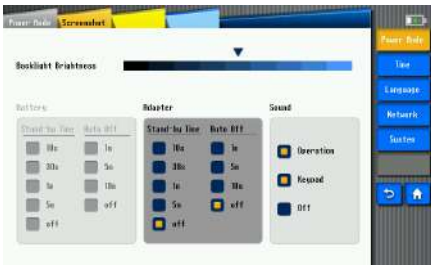 Power Mode Screenshot
Power Mode
Backlight Brightness
Time
Language
Battery Adapter Sound
Network
Stand-by Time Auto Off Stand-by Time Auto Off
System
10s 1m 10s 1m Operation
30s 5m 30s 5m
1m 10m 1m 10m Keypad
5m off 5m off Off
off off